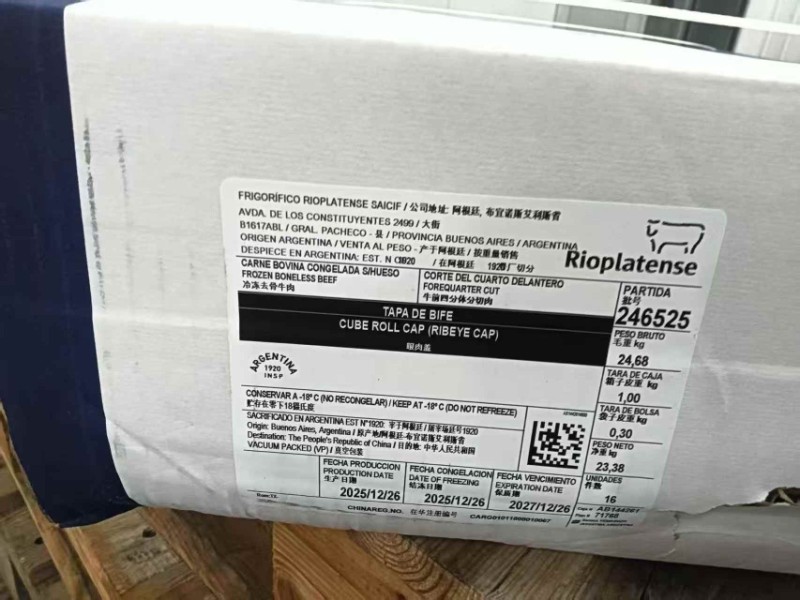 FRIGORÍFICO RIOPLATENSE SAICIF / 公司地址: 阿根廷, 布宜诺斯艾利斯省
AVDA. DE LOS CONSTITUYENTES 2499 / 大街
B1617ABL / GRAL. PACHECO - 县 / PROVINCIA BUENOS AIRES / ARGENTINA
ORIGEN ARGENTINA / VENTA AL PESO - 产于阿根廷 / 按重量销售
DESPIECE EN ARGENTINA: EST. N 1920 / 在阿根廷 1920厂切分
Rioplatense
CARNE BOVINA CONGELADA S/HUESO
FROZEN BONELESS BEEF
冷冻去骨牛肉
CORTE DEL CUARTO DELANTERO
FOREQUARTER CUT
牛前四分体分切肉
TAPA DE BIFE
CUBE ROLL CAP (RIBEYE CAP)
眼肉盖
PARTIDA
批号
246525
PESO BRUTO
毛重 kg
24,68
TARA DE CAJA
箱子皮重 kg
1,00
TARA DE BOLSA
袋子皮重 kg
0,30
PESO NETO
净重 kg
23,38
UNIDADES
件数
16
ARGENTINA
1920
INSP
CONSERVAR A -18°C (NO RECONGELAR) / KEEP AT -18°C (DO NOT REFREEZE)
贮存在零下18摄氏度
SACRIFICADO EN ARGENTINA EST N°1920: 宰于阿根廷 / 屠宰场证号1920
Origin: Buenos Aires, Argentina / 原产地阿根廷-布宜诺斯艾利斯省
Destination: The People's Republic of China / 目的地: 中华人民共和国
VACUUM PACKED (VP) / 真空包装
FECHA PRODUCCION
PRODUCTION DATE
生产日期
2025/12/26
FECHA CONGELACION
DATE OF FREEZING
结冻日期
2025/12/26
FECHA VENCIMIENTO
EXPIRATION DATE
保质期
2027/12/26
CHINAREG.NO. 在华注册编号